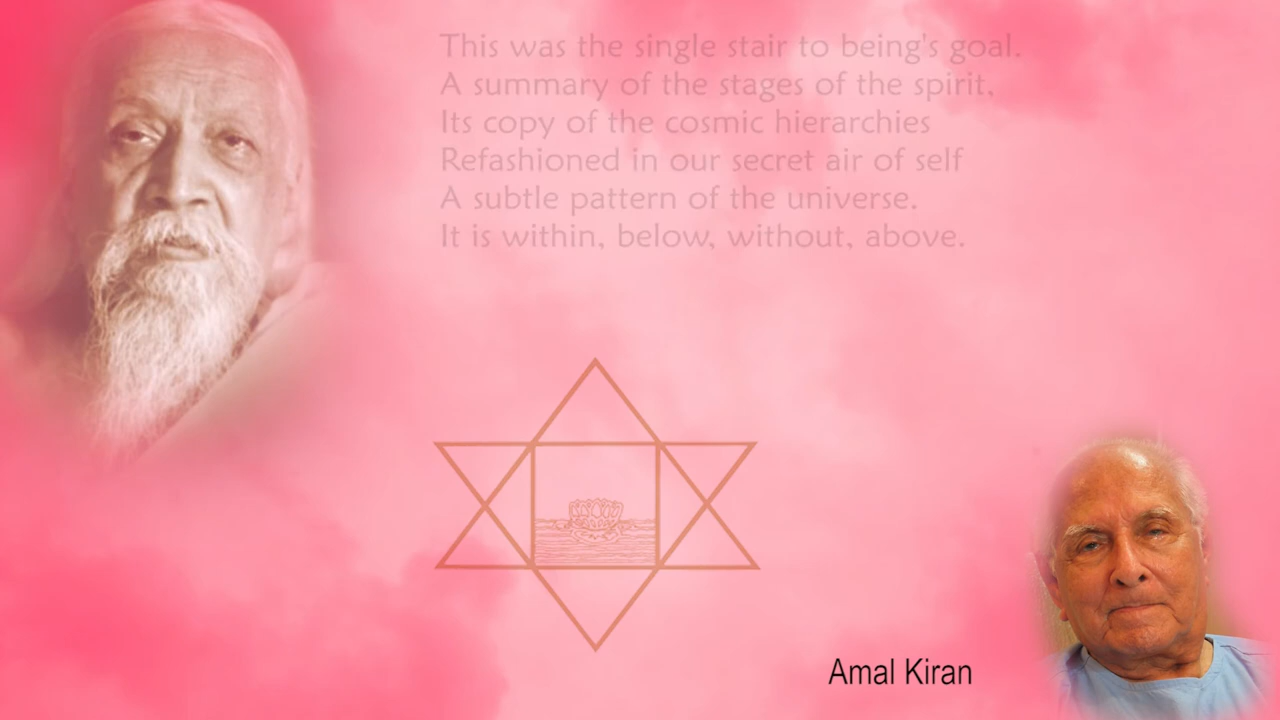 This was the single stair to being's goal.
A summary of the stages of the spirit,
Its copy of the cosmic hierarchies
Refashioned in our secret air of self
A subtle pattern of the universe.
It is within, below, without, above.
Amal Kiran